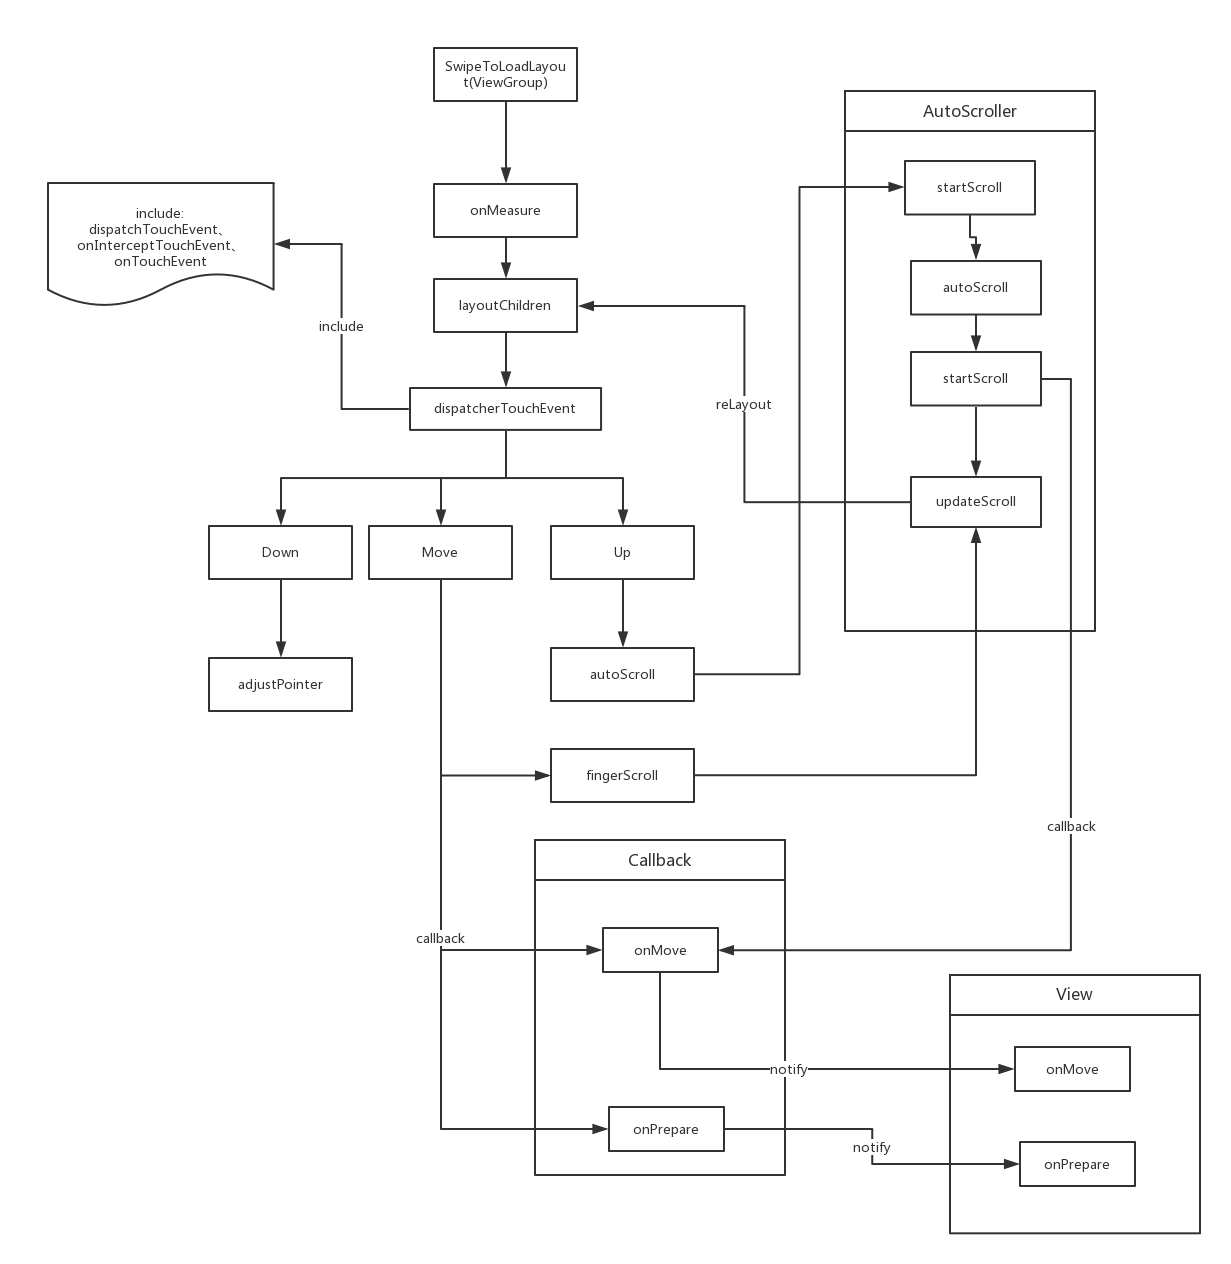 SwipeToLoadLayou
t(ViewGroup)
AutoScroller
startScroll
onMeasure
include:
dispatchTouchEvent、
onInterceptTouchEvent、
onTouchEvent
autoScroll
layoutChildren
include
startScroll
reLayout
dispatcherTouchEvent
updateScroll
Down
Move
Up
autoScroll
adjustPointer
fingerScroll
callback
Callback
callback
onMove
View
notify
onMove
onPrepare
notify
onPrepare